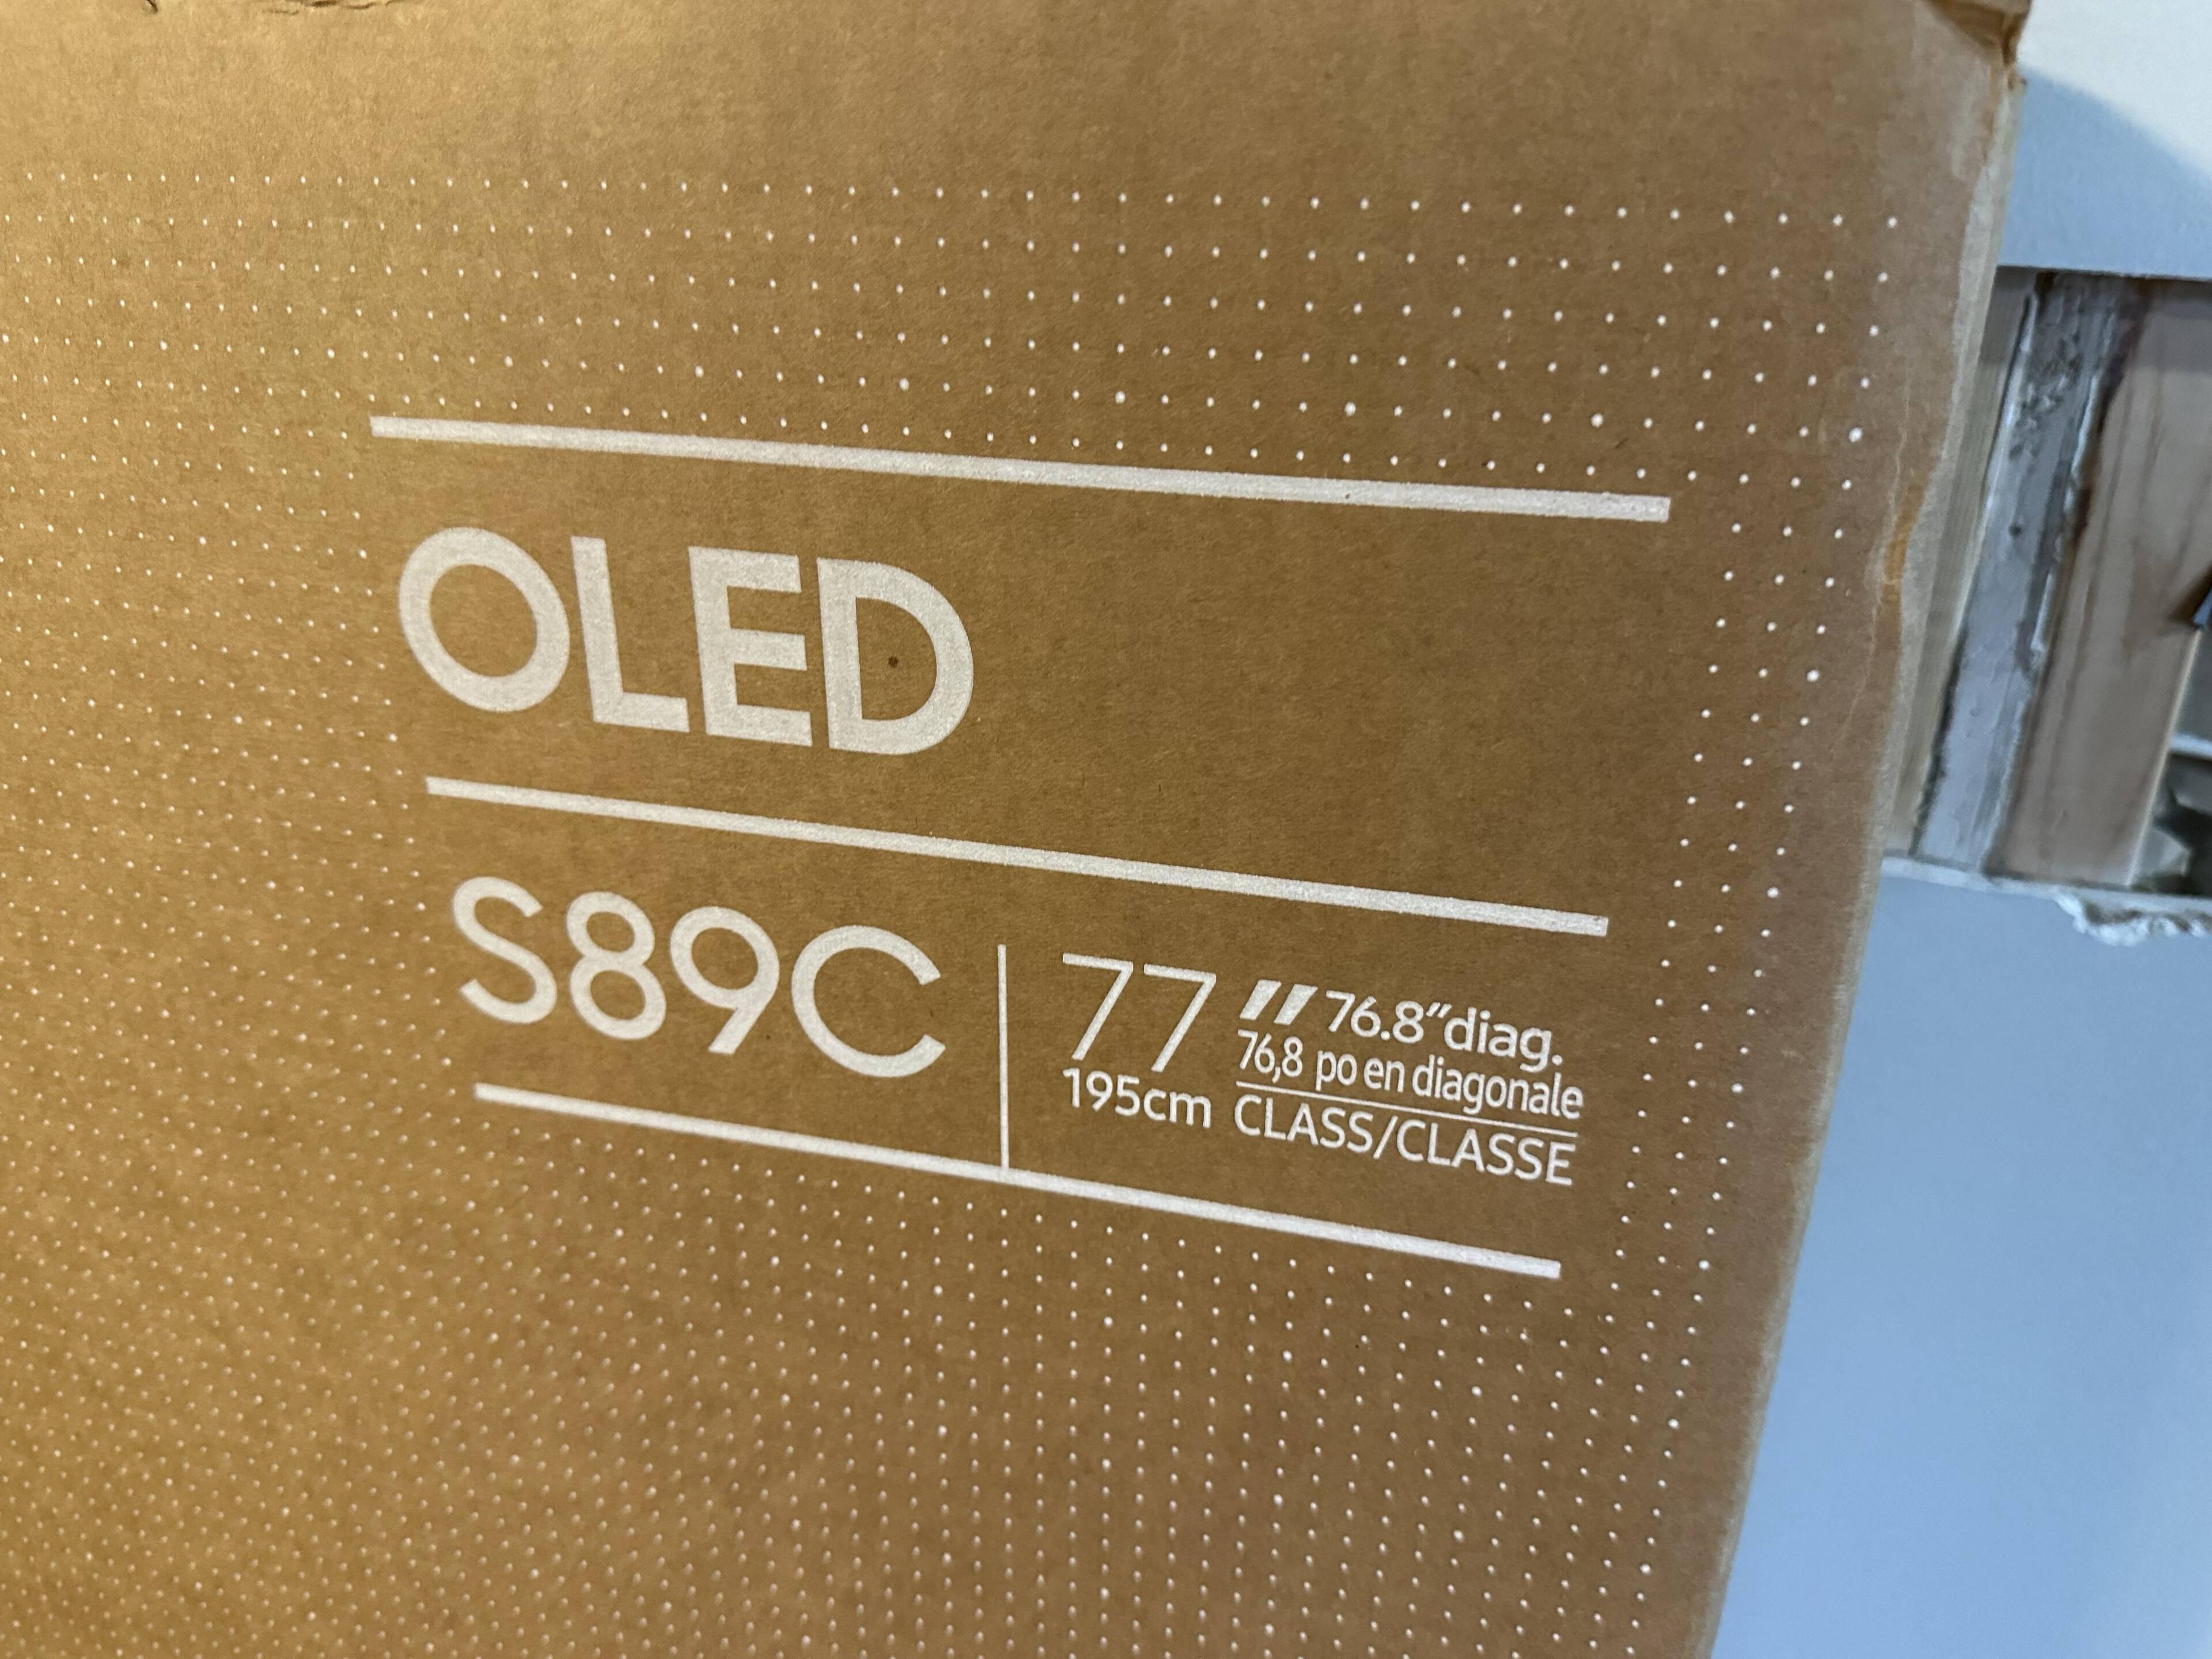 OLED
S89C
77" 76.8"diag.
76,8 po en diagonale
195cm CLASS/CLASSE